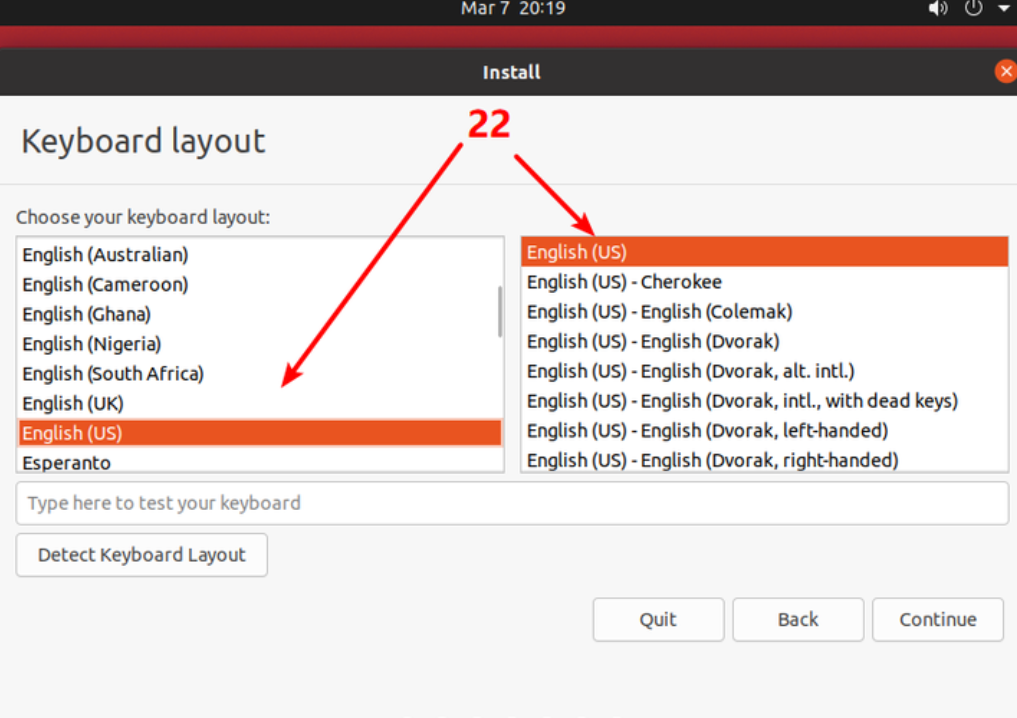 Mar 7 20:19
Install
Keyboard layout
22
Choose your keyboard layout:
English (Australian)
English (Cameroon)
English (Ghana)
English (Nigeria)
English (South Africa)
English (UK)
English (US)
Esperanto
English (US)
English (US) - Cherokee
English (US) - English (Colemak)
English (US) - English (Dvorak)
English (US) - English (Dvorak, alt. intl.)
English (US) - English (Dvorak, intl., with dead keys)
English (US) - English (Dvorak, left-handed)
English (US) - English (Dvorak, right-handed)
Type here to test your keyboard
Detect Keyboard Layout
Quit
Back
Continue